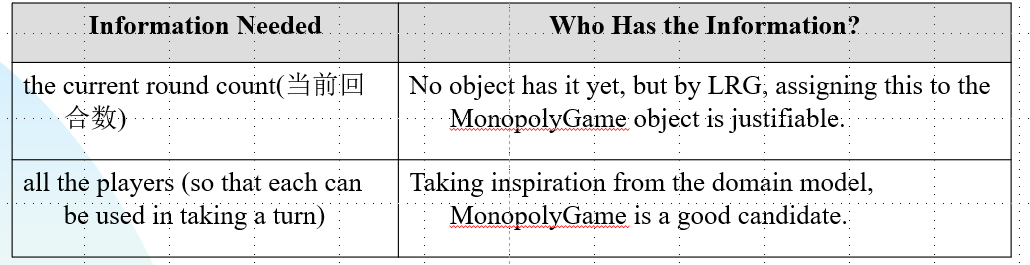 Information Needed
Who Has the Information?
the current round count(当前回
合数)
No object has it yet, but by LRG, assigning this to the
MonopolyGame object is justifiable.
all the players (so that each can
be used in taking a turn)
Taking inspiration from the domain model,
MonopolyGame is a good candidate.